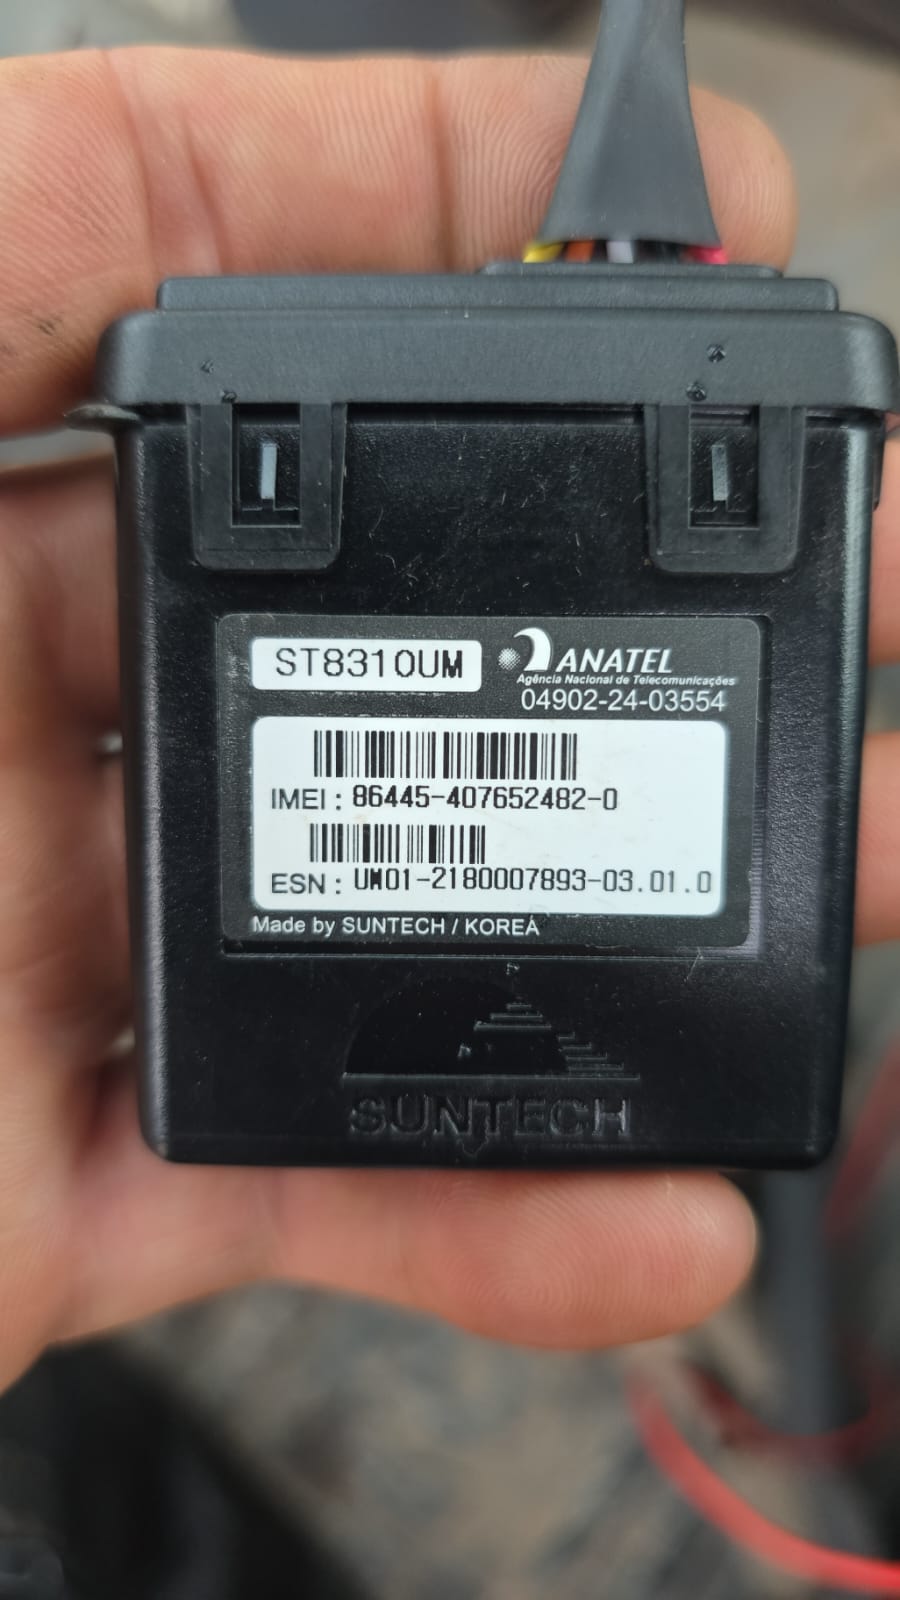 ST8310UM
ANATEL
Agência Nacional de Telecomunicações
04902-24-03554
IMEI : 86445-407652482-0
ESN : UM01-2180007893-03.01.0
Made by SUNTECH / KOREA
SUNTECH